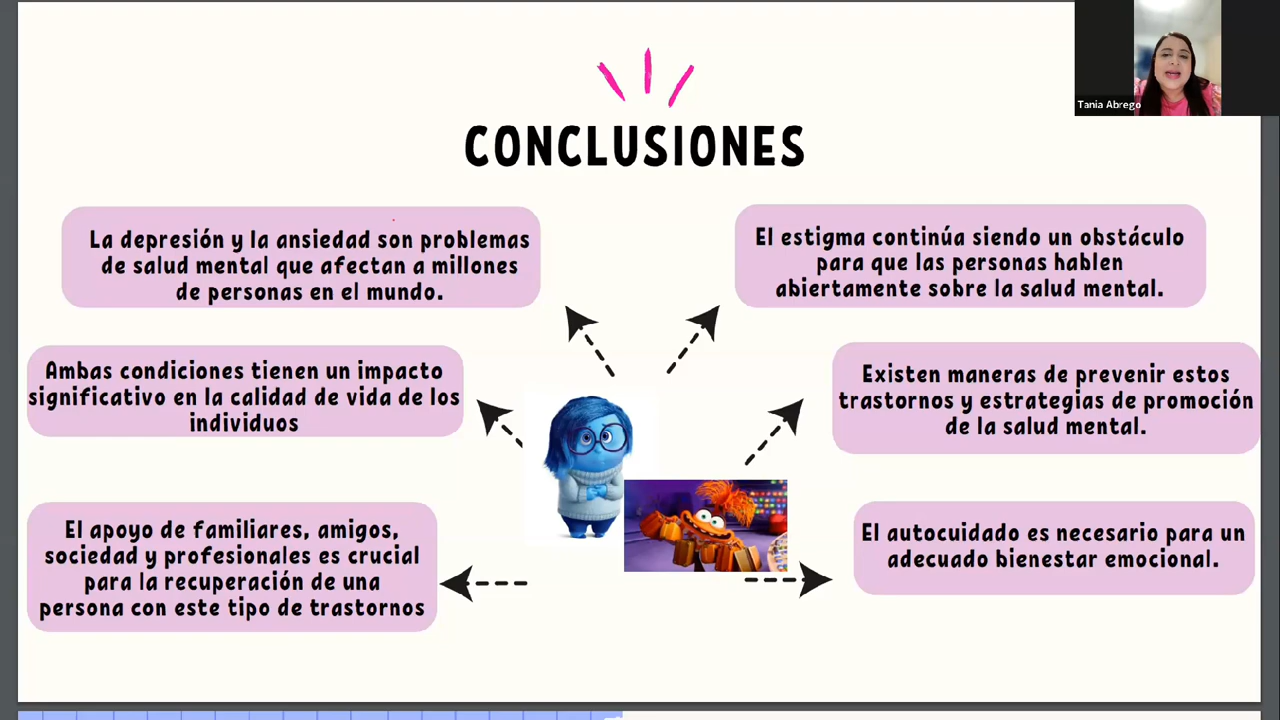 Tania Abrego
CONCLUSIONES
La depresión y la ansiedad son problemas
de salud mental que afectan a millones
de personas en el mundo.
Ambas condiciones tienen un impacto
significativo en la calidad de vida de los
individuos
El apoyo de familiares, amigos,
sociedad y profesionales es crucial
para la recuperación de una
persona con este tipo de trastornos
El estigma continúa siendo un obstáculo
para que las personas hablen
abiertamente sobre la salud mental.
Existen maneras de prevenir estos
trastornos y estrategias de promoción
de la salud mental.
El autocuidado es necesario para un
adecuado bienestar emocional.